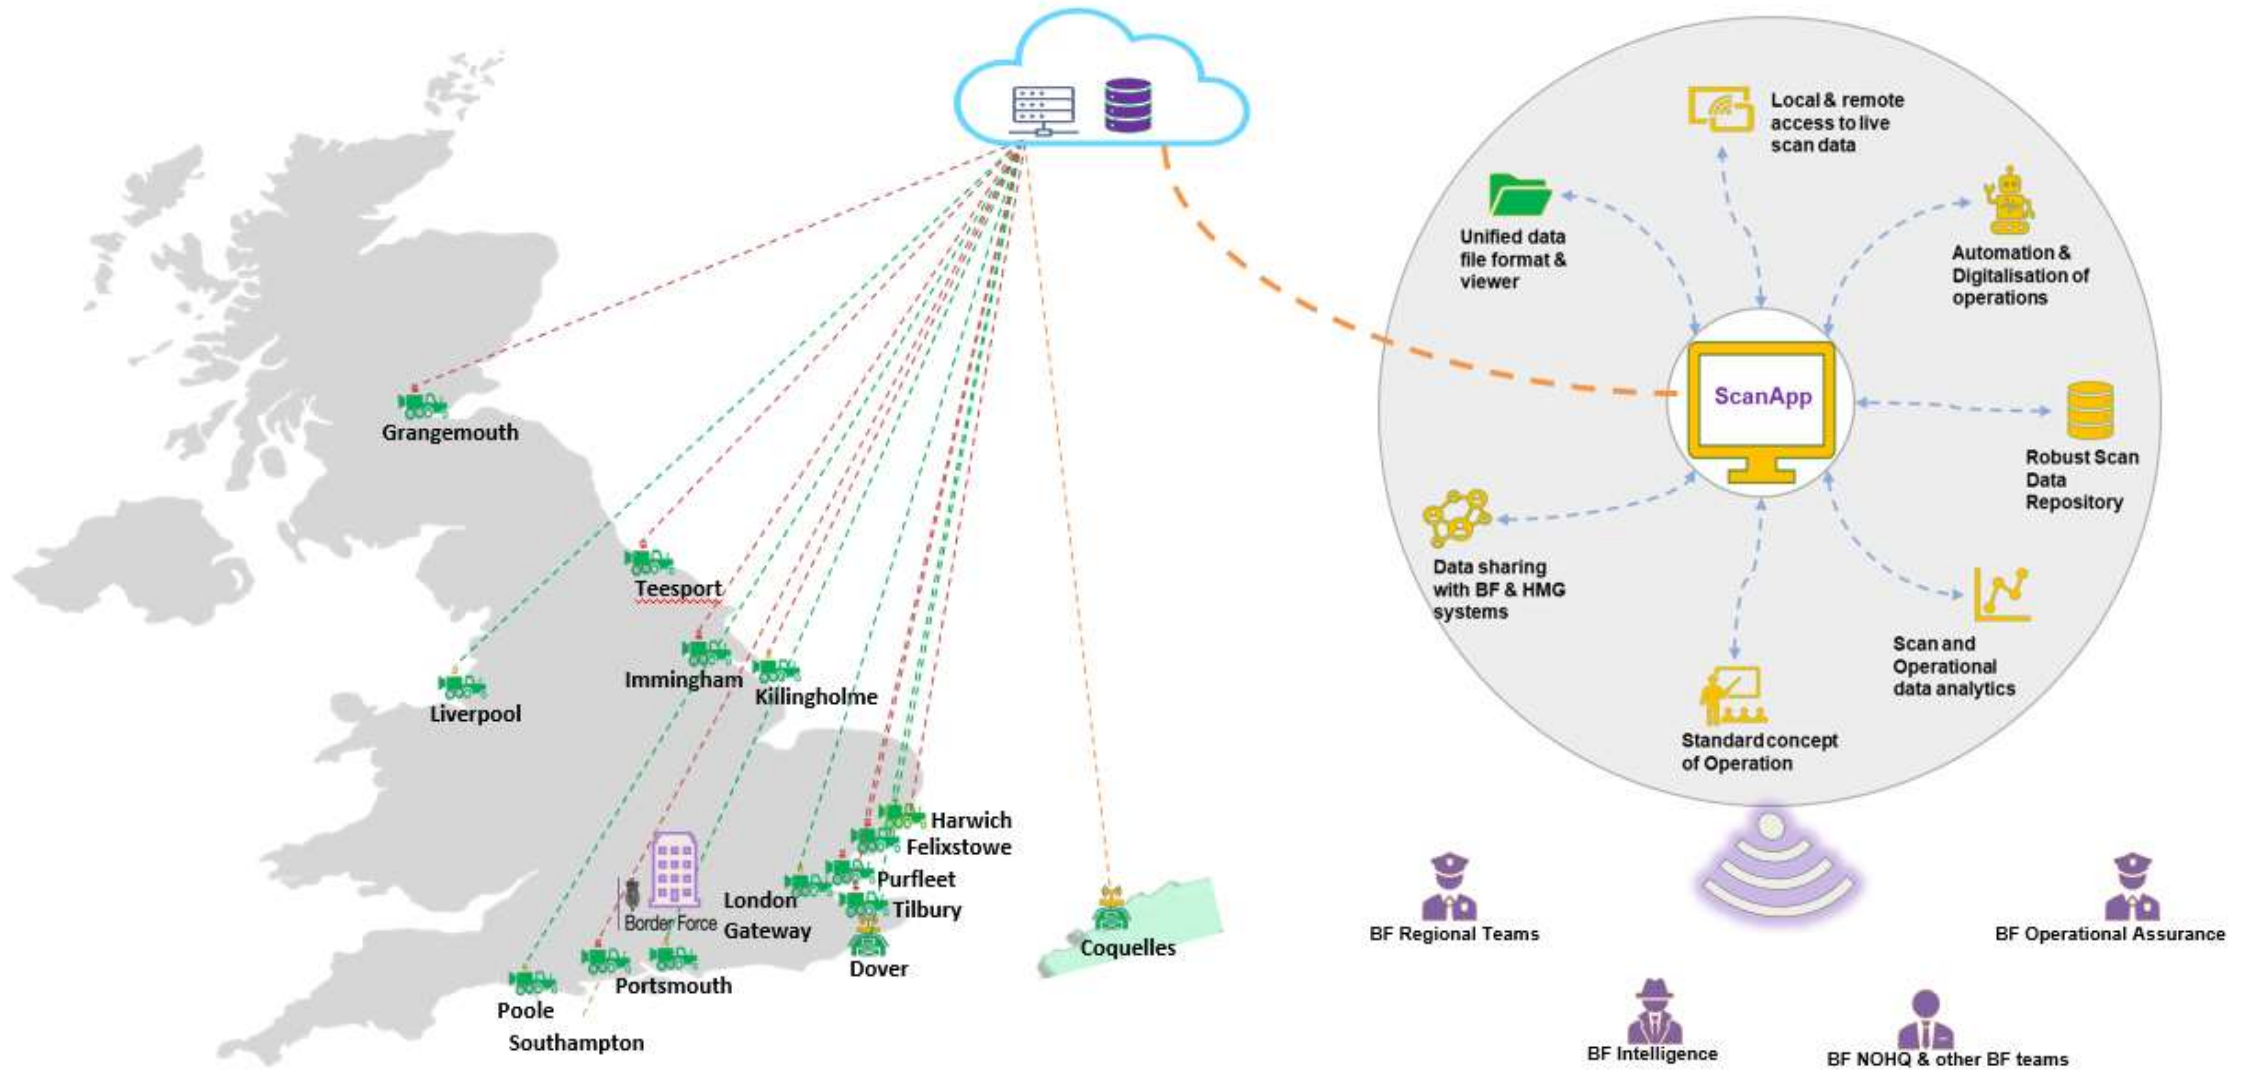 Grangemouth
Teesport
Immingham
Killingholme
Liverpool
Harwich
Felixstowe
Purfleet
Tilbury
London
Gateway
Border Force
Dover
Portsmouth
Poole
Southampton
Coquelles
Local & remote
access to live
scan data
Unified data
file format &
viewer
Automation &
Digitalisation of
operations
ScanApp
Robust Scan
Data
Repository
Data sharing
with BF & HMG
systems
Scan and
Operational
data analytics
Standard concept
of Operation
BF Regional Teams
BF Operational Assurance
BF Intelligence
BF NOHQ & other BF teams